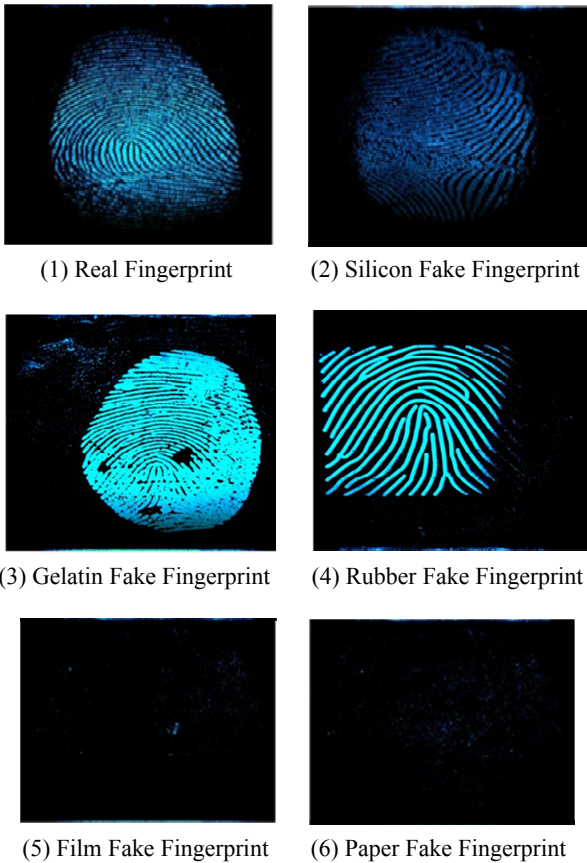 (1) Real Fingerprint
(2) Silicon Fake Fingerprint
(3) Gelatin Fake Fingerprint
(4) Rubber Fake Fingerprint
(5) Film Fake Fingerprint
(6) Paper Fake Fingerprint